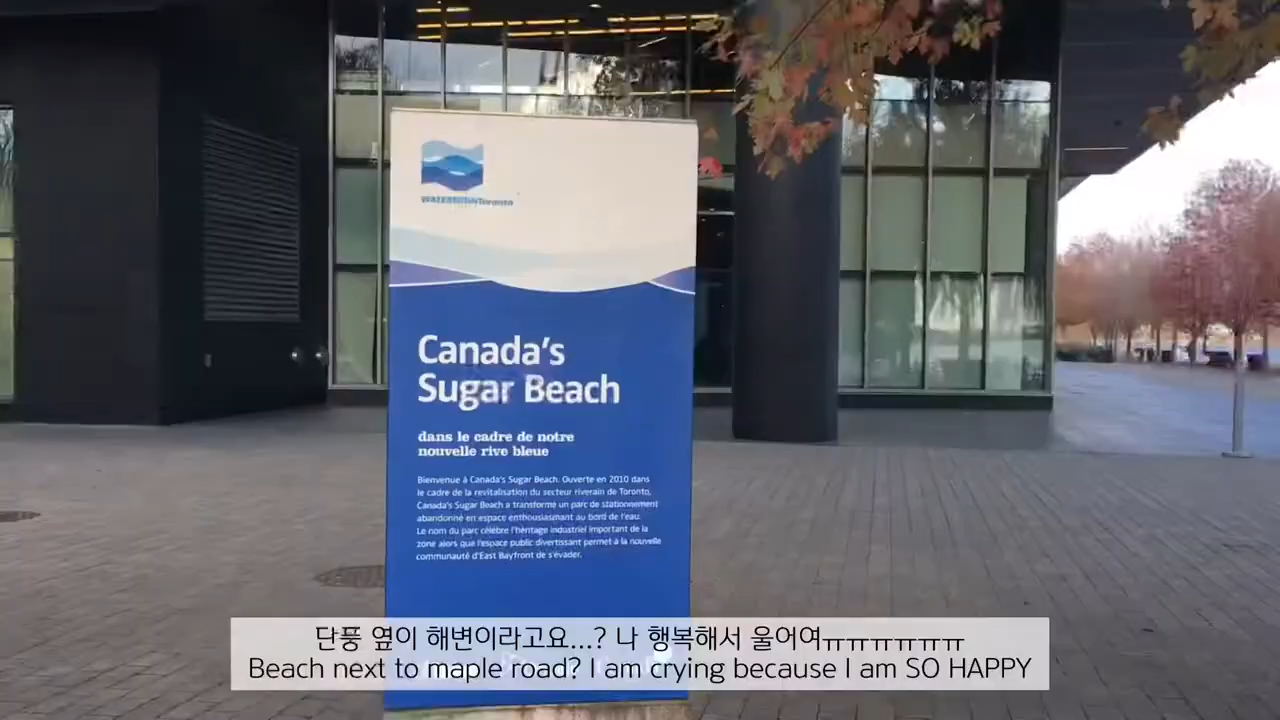 WATERFRONToronto
Canada's
Sugar Beach
dans le cadre de notre
nouvelle rive bleue
Bienvenue à Canada's Sugar Beach. Ouverte en 2010 dans
le cadre de la revitalisation du secteur riverain de Toronto,
Canada's Sugar Beach a transforme un parc de stationnement
abandonné en espace enthousiasmant au bord de l'eau.
Le nom du parc célèbre l'héritage industriel important de la
zone alors que l'espace public divertissant permet à la nouvelle
communauté d'East Bayfront de s'évader.
단풍 옆이 해변이라고요...? 나 행복해서 울어여ㅠㅠㅠㅠㅠㅠ
Beach next to maple road? I am crying because I am SO HAPPY